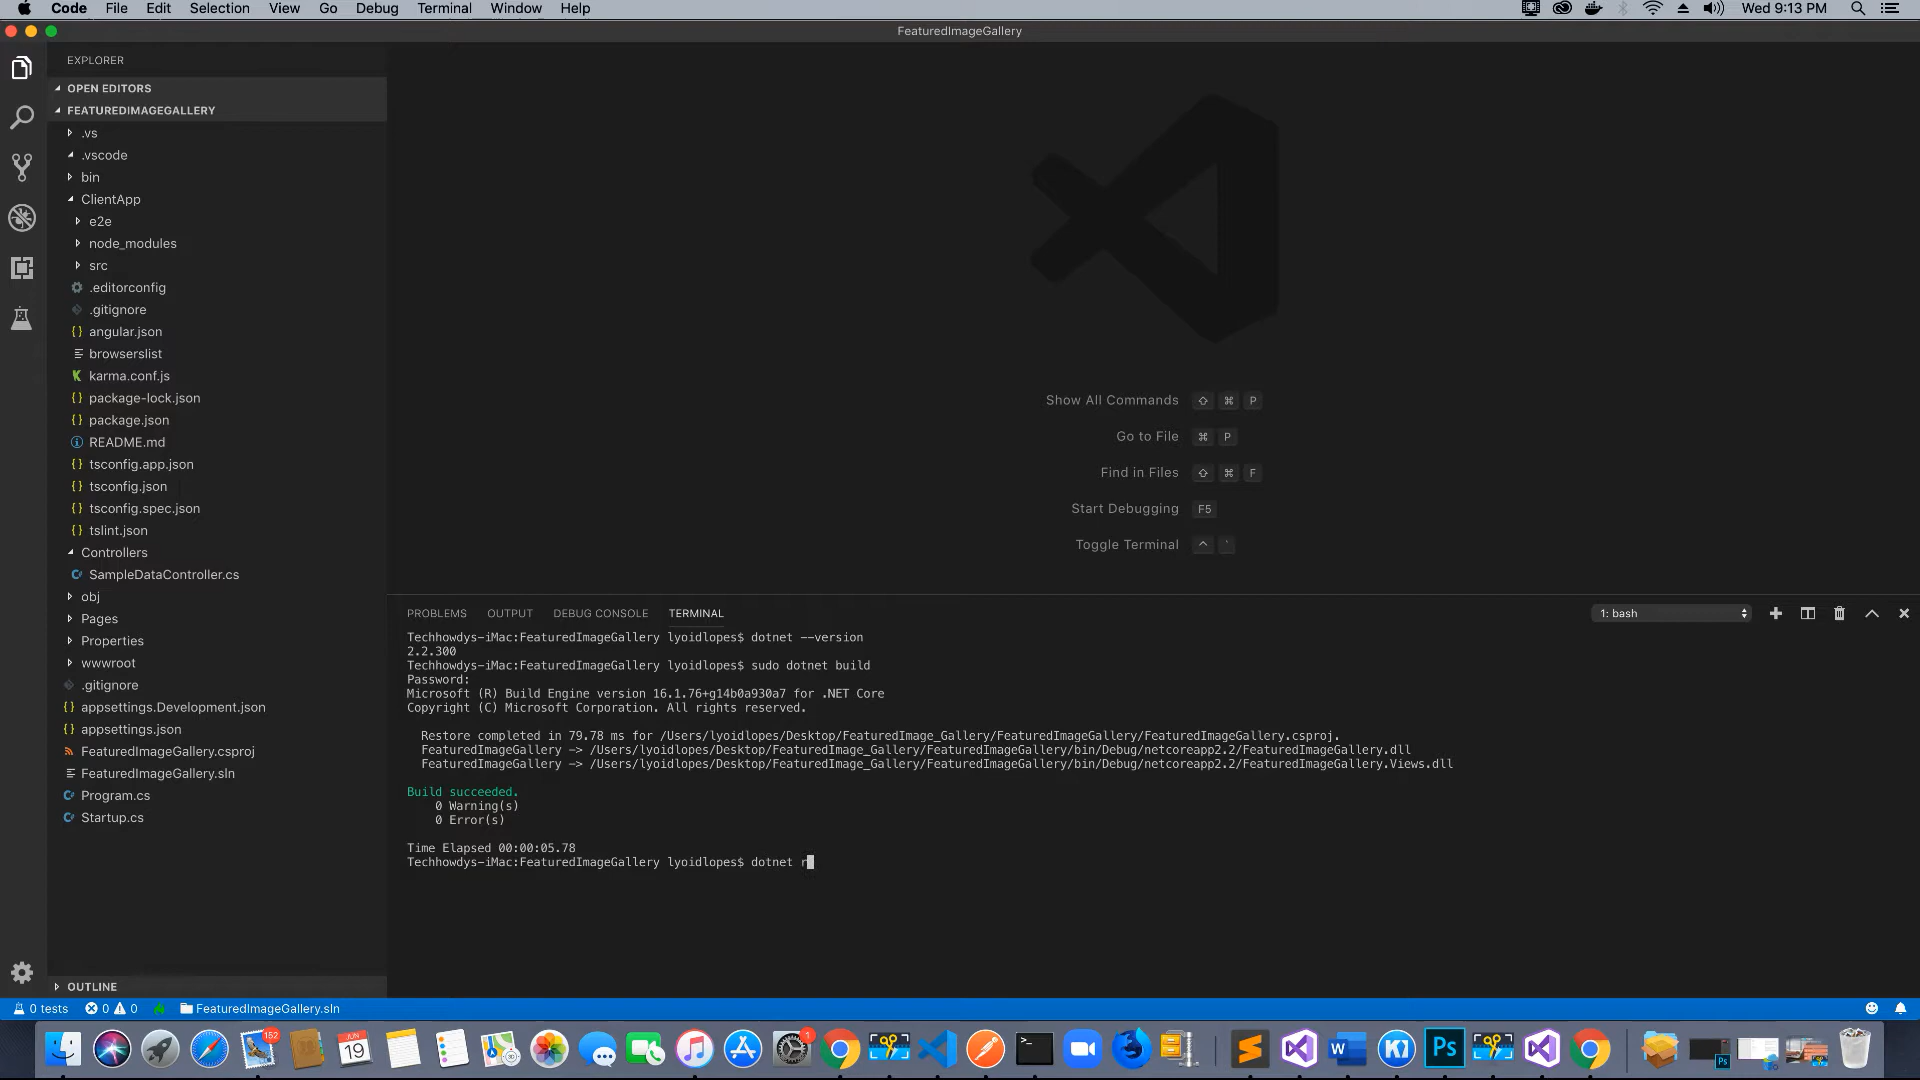 Code File Edit Selection View Go Debug Terminal Window Help Wed 9:13 PM
FeaturedImageGallery
EXPLORER
OPEN EDITORS
FEATUREDIMAGEGALLERY
.vs
.vscode
bin
ClientApp
e2e
node_modules
src
.editorconfig
.gitignore
angular.json
browserslist
karma.conf.js
package-lock.json
package.json
README.md
tsconfig.app.json
tsconfig.json
tsconfig.spec.json
tslint.json
Controllers
SampleDataController.cs
obj
Pages
Properties
wwwroot
.gitignore
appsettings.Development.json
appsettings.json
FeaturedImageGallery.csproj
FeaturedImageGallery.sln
Program.cs
Startup.cs
OUTLINE
Show All Commands ⇧ ⌘ P
Go to File ⌘ P
Find in Files ⇧ ⌘ F
Start Debugging F5
Toggle Terminal ^ `
PROBLEMS OUTPUT DEBUG CONSOLE TERMINAL 1: bash
Techhowdys-iMac:FeaturedImageGallery lyoidlopes$ dotnet --version
2.2.300
Techhowdys-iMac:FeaturedImageGallery lyoidlopes$ sudo dotnet build
Password:
Microsoft (R) Build Engine version 16.1.76+g14b0a930a7 for .NET Core
Copyright (C) Microsoft Corporation. All rights reserved.
Restore completed in 79.78 ms for /Users/lyoidlopes/Desktop/FeaturedImage_Gallery/FeaturedImageGallery/FeaturedImageGallery.csproj.
FeaturedImageGallery -> /Users/lyoidlopes/Desktop/FeaturedImage_Gallery/FeaturedImageGallery/bin/Debug/netcoreapp2.2/FeaturedImageGallery.dll
FeaturedImageGallery -> /Users/lyoidlopes/Desktop/FeaturedImage_Gallery/FeaturedImageGallery/bin/Debug/netcoreapp2.2/FeaturedImageGallery.Views.dll
Build succeeded.
0 Warning(s)
0 Error(s)
Time Elapsed 00:00:05.78
Techhowdys-iMac:FeaturedImageGallery lyoidlopes$ dotnet r
0 tests 0 0 FeaturedImageGallery.sln
152
JUN
19
1
>_
W
K
Ps
Ps